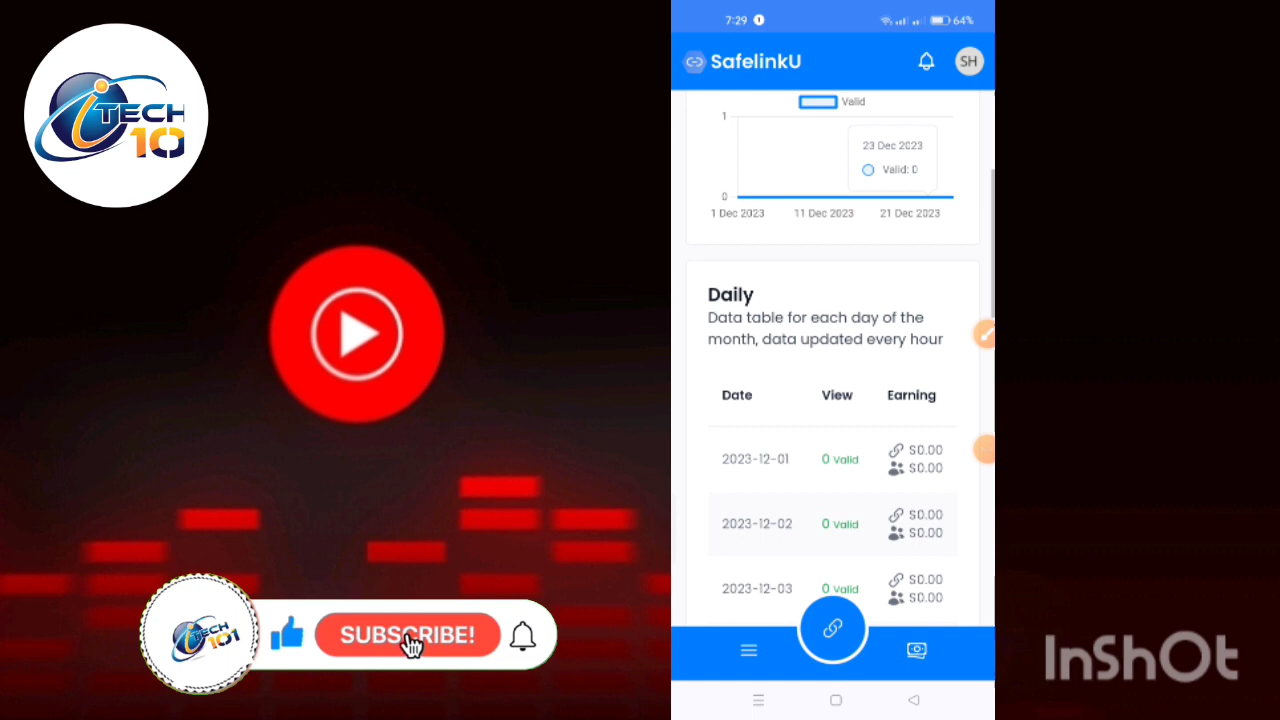 i
TECH
10
7:29
64%
SafelinkU
SH
Valid
1
23 Dec 2023
Valid: 0
0
1 Dec 2023 11 Dec 2023 21 Dec 2023
Daily
Data table for each day of the
month, data updated every hour
Date View Earning
2023-12-01 0 Valid $0.00
$0.00
2023-12-02 0 Valid $0.00
$0.00
2023-12-03 0 Valid $0.00
$0.00
i
TECH
101
SUBSCRIBE!
InShOt